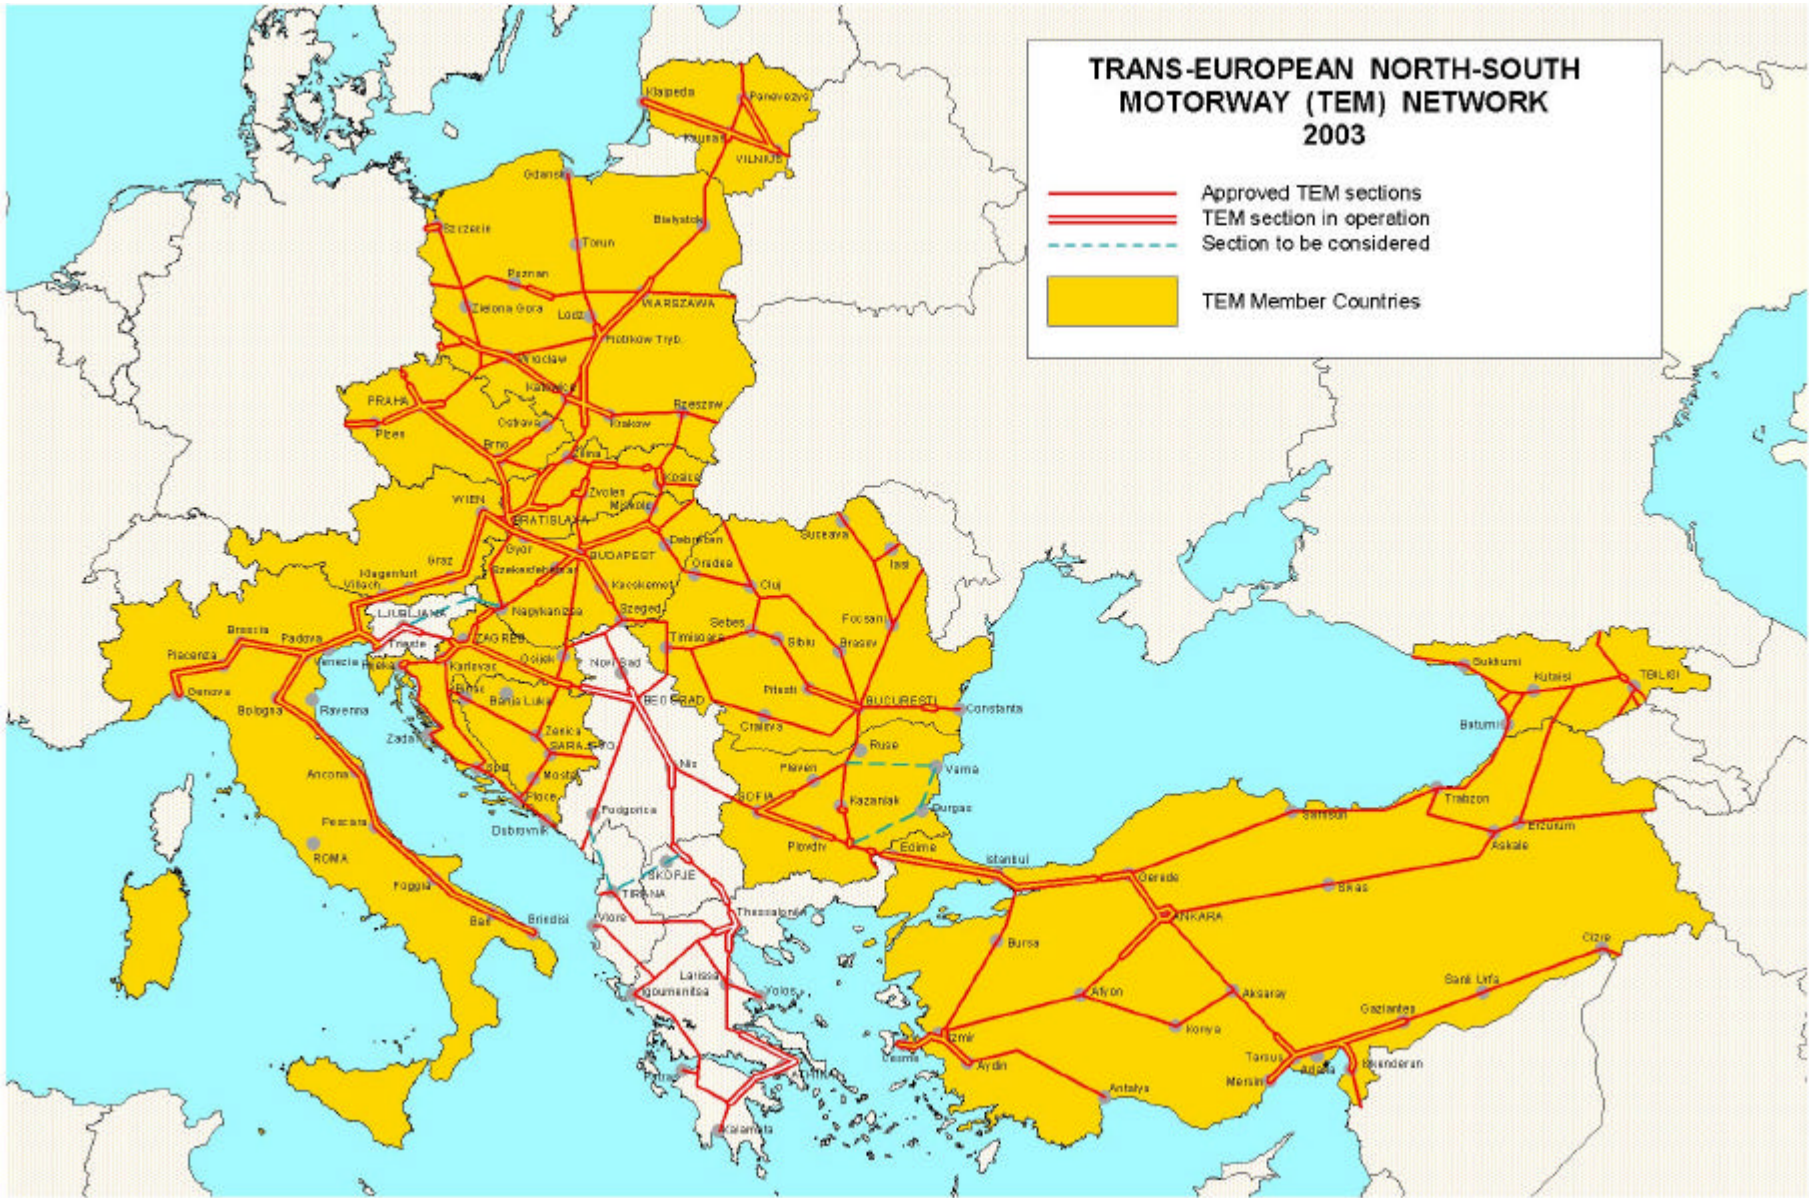 TRANS-EUROPEAN NORTH-SOUTH
MOTORWAY (TEM) NETWORK
2003
Approved TEM sections
TEM section in operation
Section to be considered
TEM Member Countries
Klaipeda
Panevezys
Kaunas
VILNIUS
Gdansk
Bialystok
Szczecin
Torun
Poznan
WARSZAWA
Zielona Gora
Lodz
Piotrkow Tryb.
Wroclaw
Katowice
PRAHA
Rzeszow
Ostrava
Krakow
Plzen
Brno
Zilina
Kosice
WIEN
Zvolen
Miskolc
BRATISLAVA
Suceava
Gyor
BUDAPEST
Debrecen
Iasi
Graz
Szekesfehervar
Oradea
Klagenfurt
Villach
Kecskemet
Cluj
LJUBLJANA
Nagykanizsa
Szeged
Focsani
Brescia
Padova
Trieste
ZAGREB
Timisoara
Sebes
Sibiu
Brasov
Piacenza
Venezia
Rijeka
Karlovac
Osijek
Novi Sad
Sukhumi
Kutaisi
TBILISI
Genova
Bihac
Banja Luka
BEOGRAD
Pitesti
BUCURESTI
Constanta
Bologna
Ravenna
Craiova
Batumi
Zadar
Zenica
SARAJEVO
Ruse
Ancona
Split
Mostar
Nis
Pleven
Varna
Ploce
Podgorica
SOFIA
Kazanlak
Burgas
Trabzon
Pescara
Dubrovnik
Samsun
Erzurum
ROMA
Plovdiv
Edirne
Askale
Istanbul
SKOPJE
Gerede
Foggia
TIRANA
Sivas
Bari
Brindisi
Vlore
Thessaloniki
ANKARA
Bursa
Cizre
Larissa
Igoumenitsa
Volos
Afyon
Aksaray
Sanli Urfa
Konya
Gaziantep
Izmir
Cesme
Aydin
Tarsus
Adana
Iskenderun
Patra
ATHINA
Mersin
Antalya
Kalamata